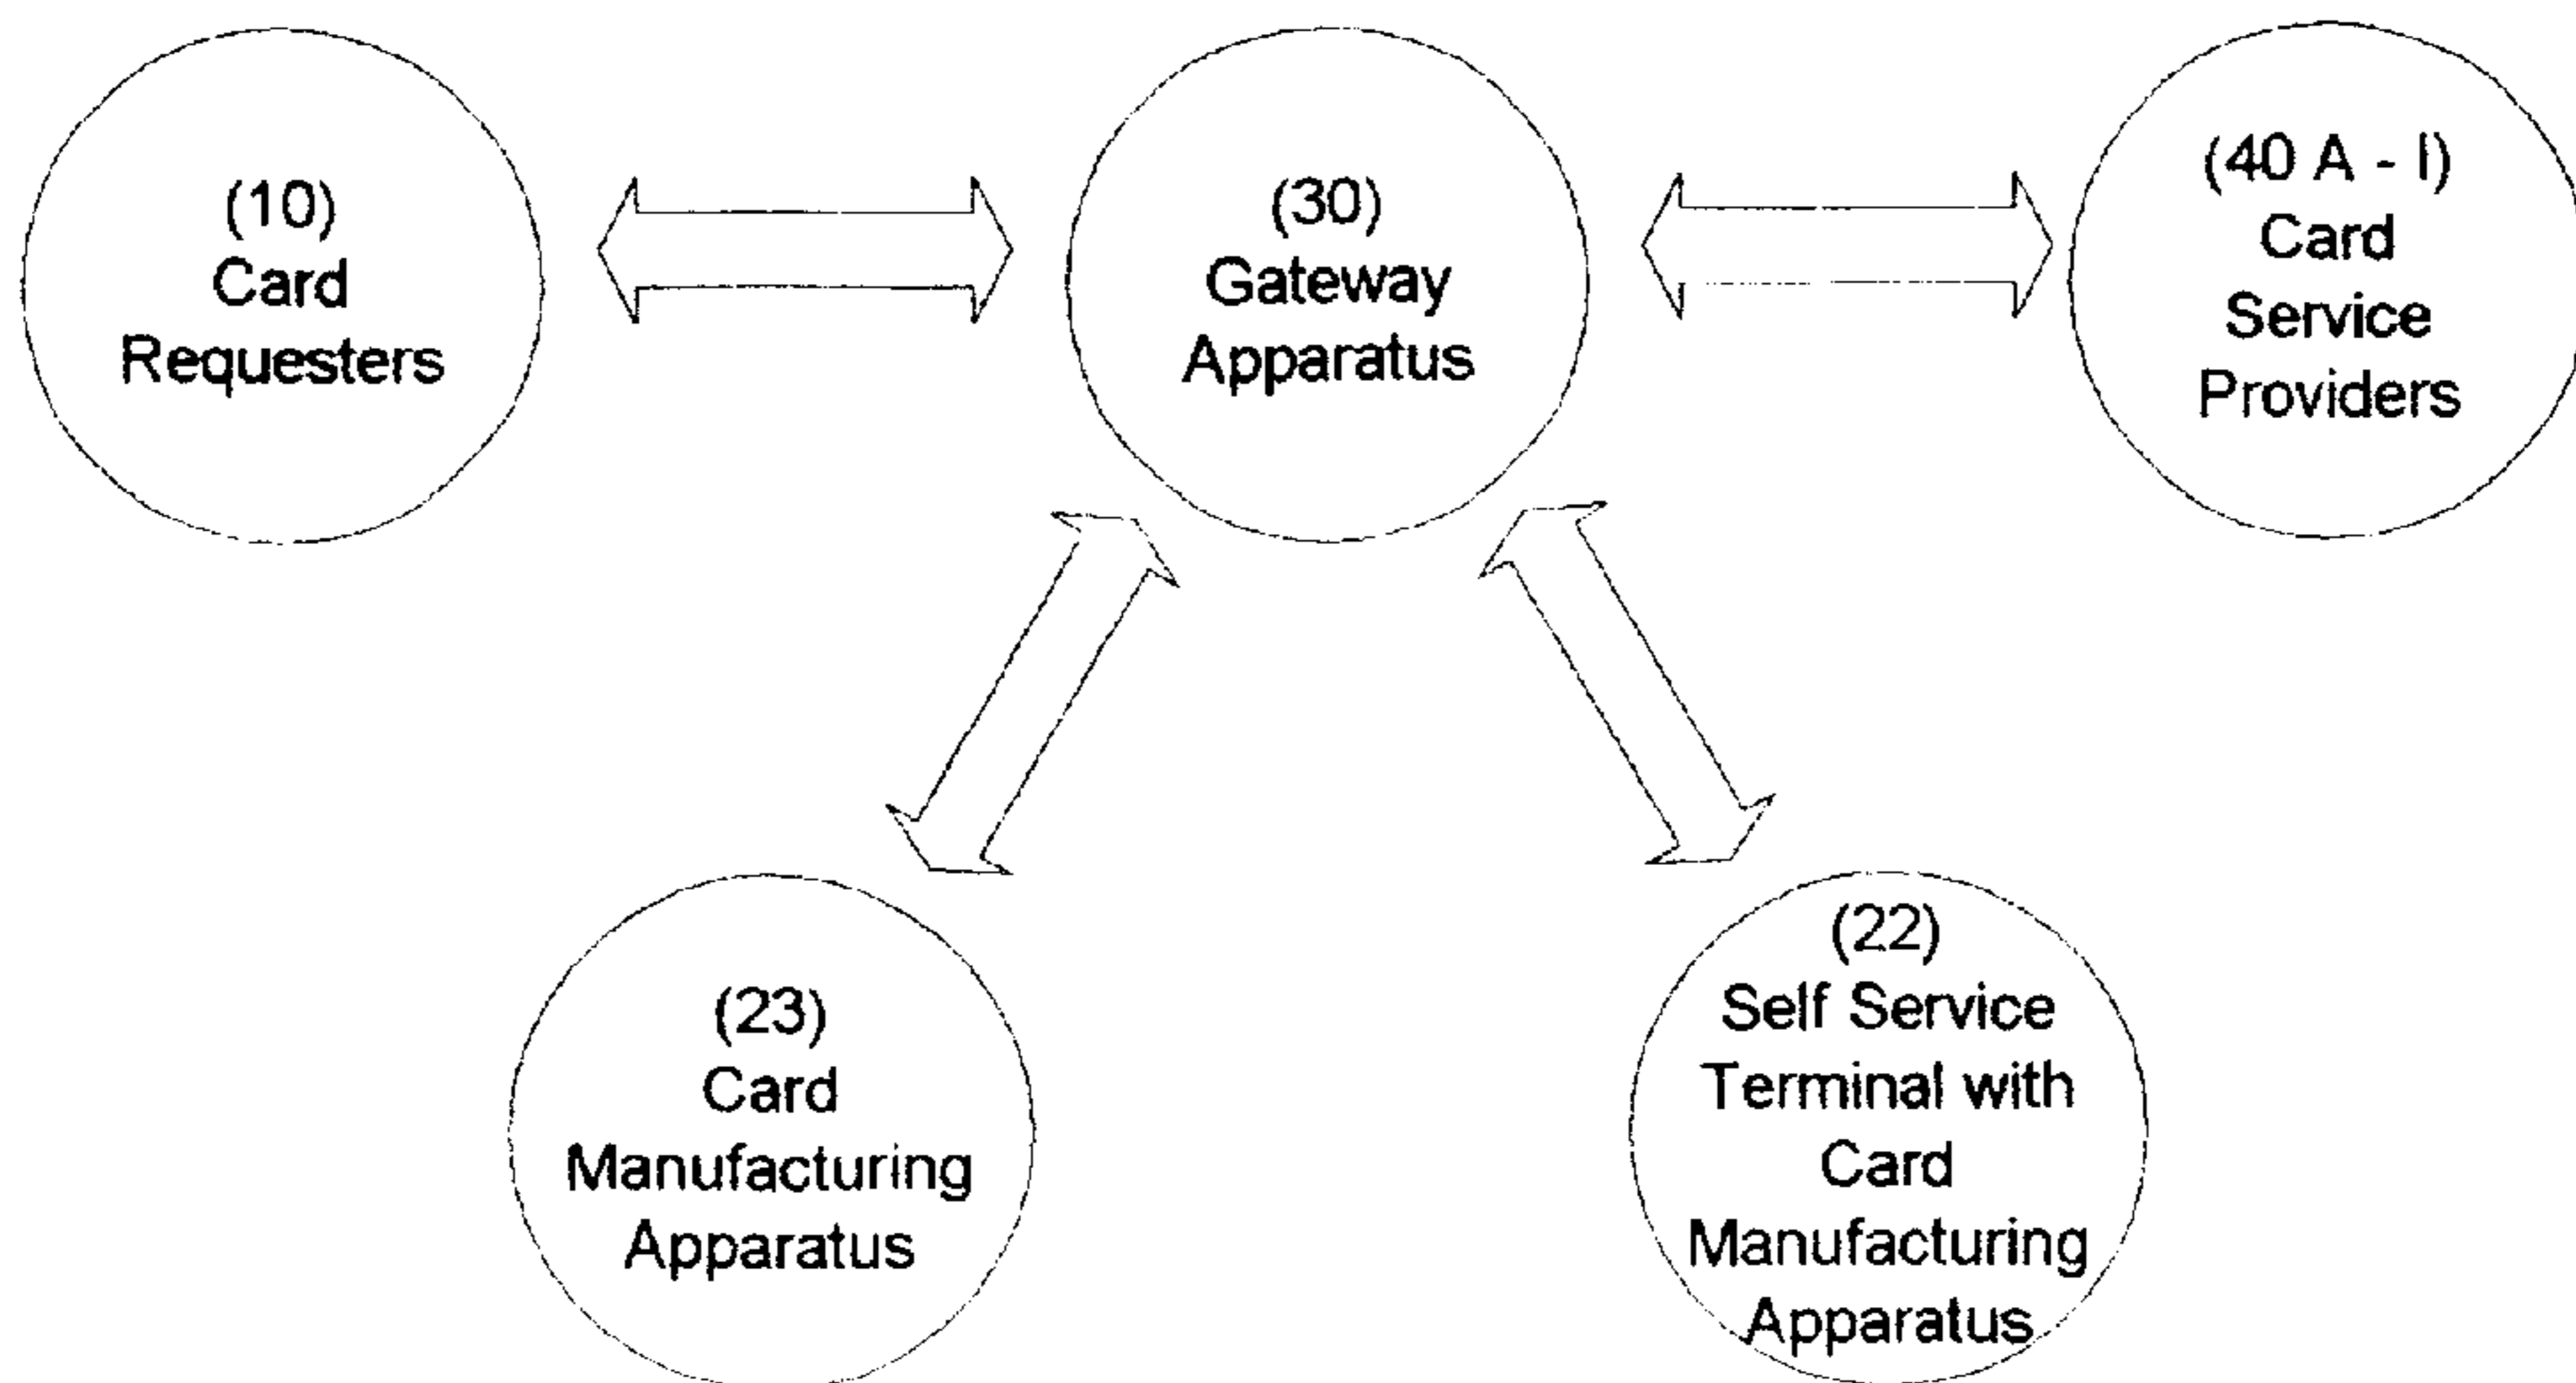 (10)
Card
Requesters
(30)
Gateway
Apparatus
(40 A - I)
Card
Service
Providers
(23)
Card
Manufacturing
Apparatus
(22)
Self Service
Terminal with
Card
Manufacturing
Apparatus